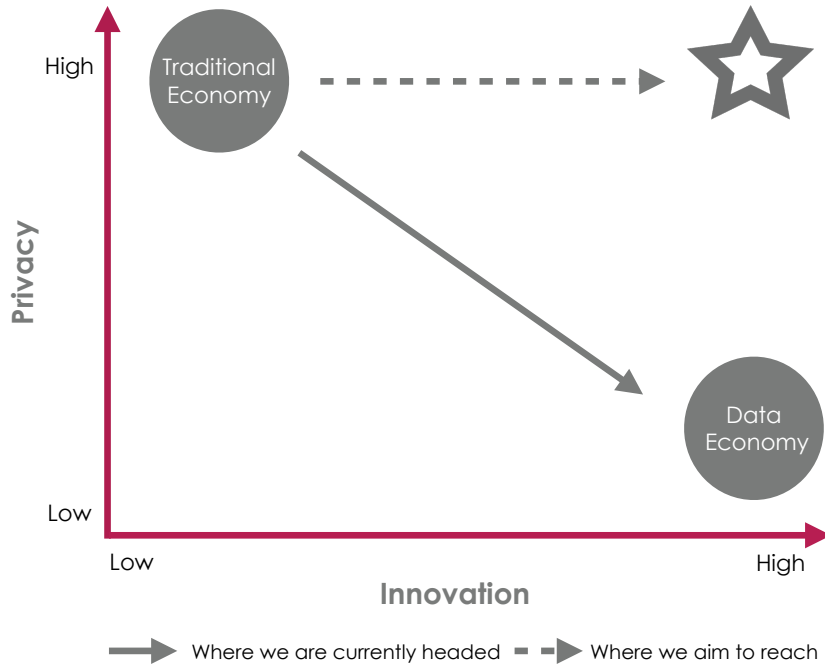 High
Traditional
Economy
Privacy
Data
Economy
Low
Low
High
Innovation
Where we are currently headed
Where we aim to reach